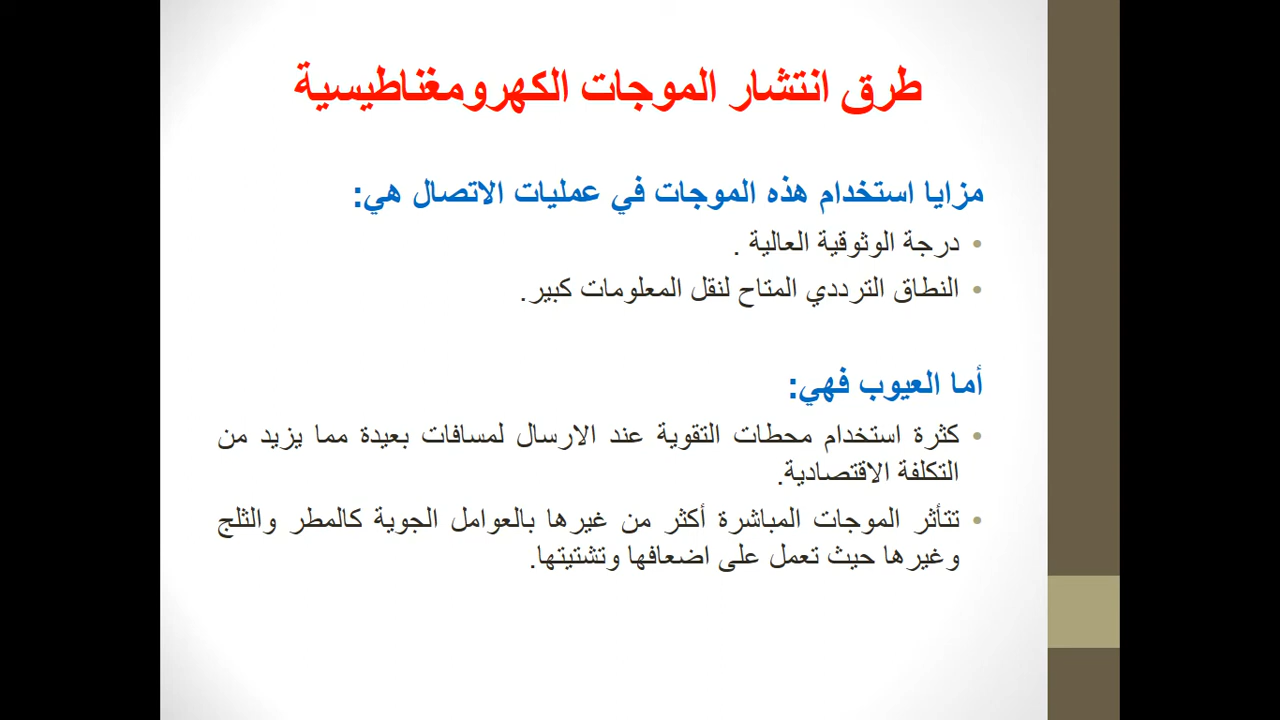 طرق انتشار الموجات الكهرومغناطيسية
مزايا استخدام هذه الموجات في عمليات الاتصال هي:
• درجة الوثوقية العالية .
• النطاق الترددي المتاح لنقل المعلومات كبير.
أما العيوب فهي:
• كثرة استخدام محطات التقوية عند الارسال لمسافات بعيدة مما يزيد من
التكلفة الاقتصادية.
• تتأثر الموجات المباشرة أكثر من غيرها بالعوامل الجوية كالمطر والثلج
وغيرها حيث تعمل على اضعافها وتشتيتها.